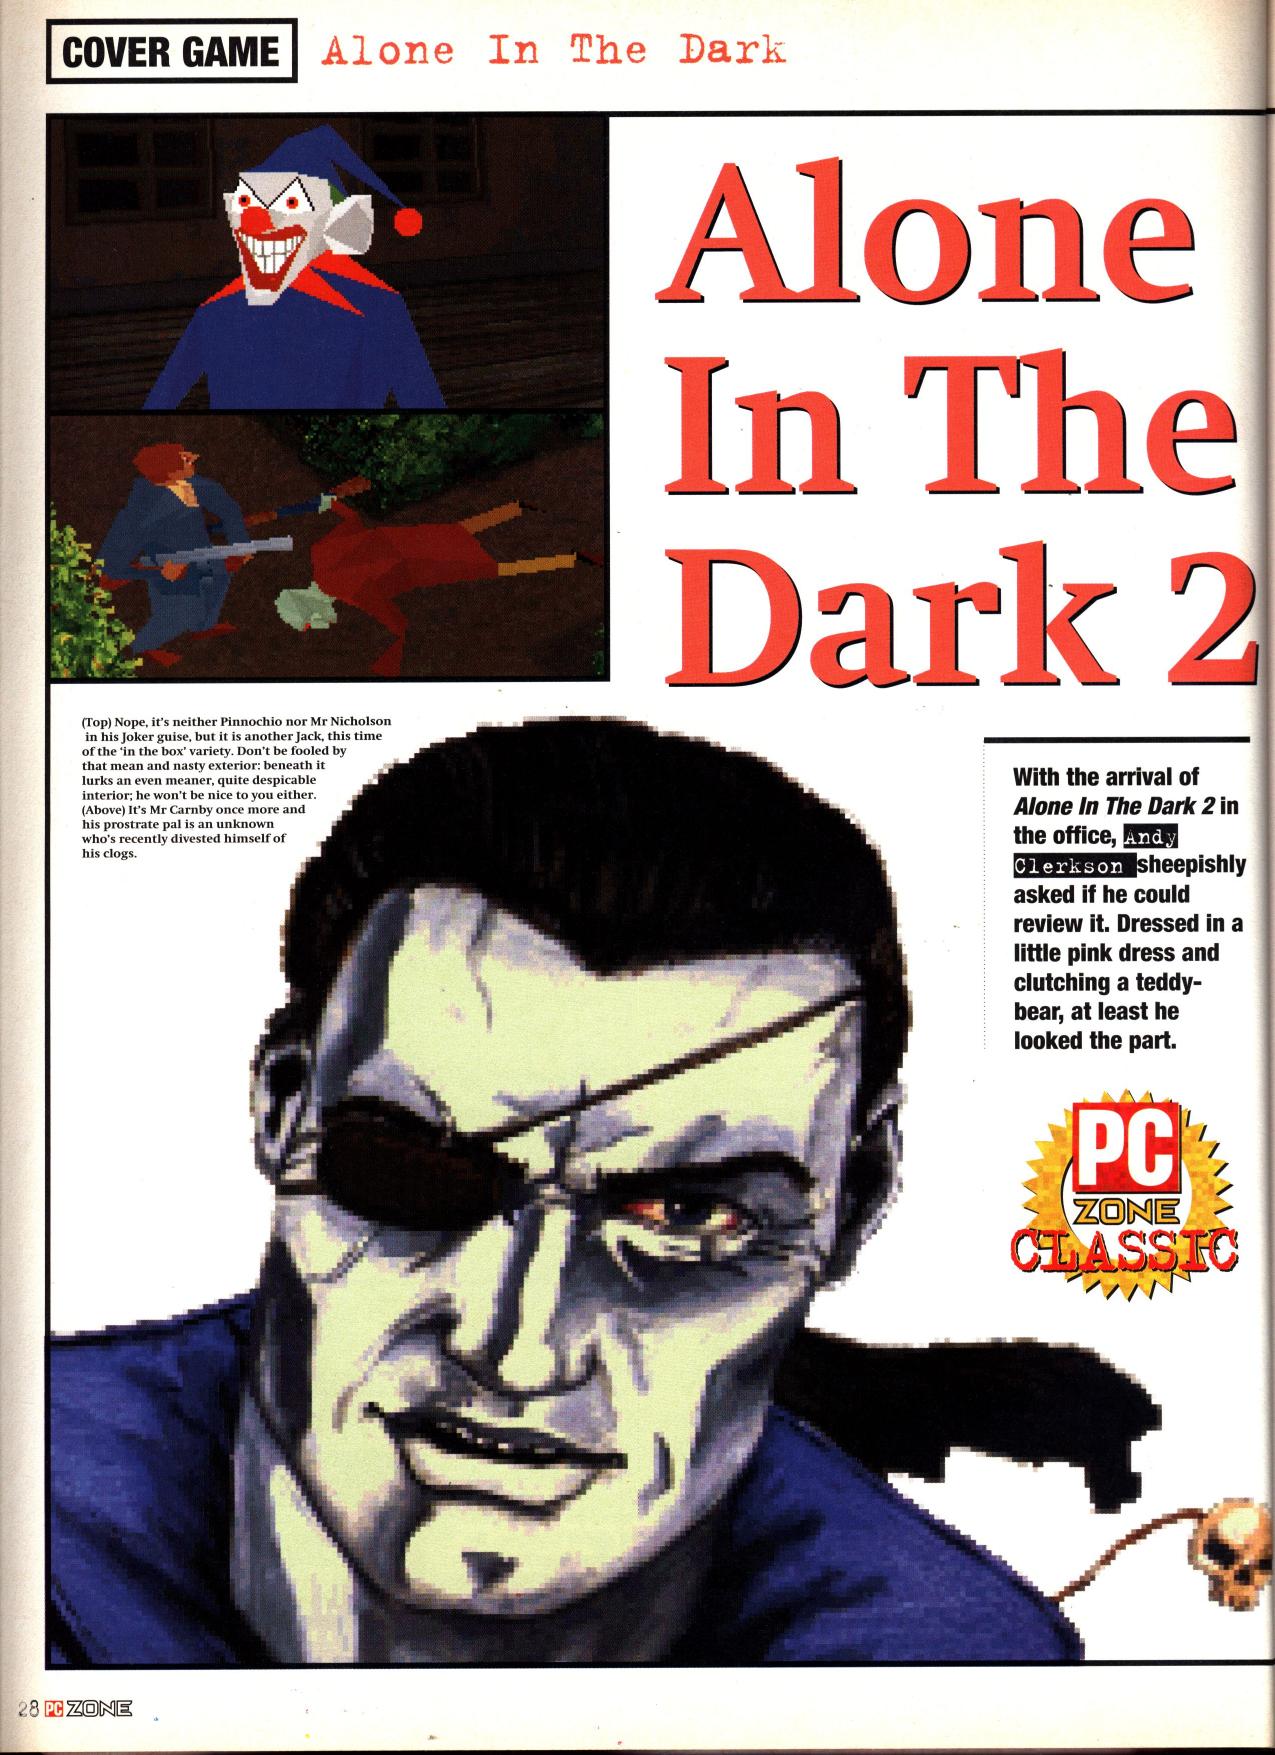 COVER GAME
Alone In The Dark
Alone
In The
Dark 2
(Top) Nope, it's neither Pinnochio nor Mr Nicholson
in his Joker guise, but it is another Jack, this time
of the 'in the box' variety. Don't be fooled by
that mean and nasty exterior: beneath it
lurks an even meaner, quite despicable
interior; he won't be nice to you either.
(Above) It's Mr Carnby once more and
his prostrate pal is an unknown
who's recently divested himself of
his clogs.
With the arrival of
Alone In The Dark 2 in
the office, Andy
Clerkson sheepishly
asked if he could
review it. Dressed in a
little pink dress and
clutching a teddy-
bear, at least he
looked the part.
PC
ZONE
CLASSIC
28 PC ZONE